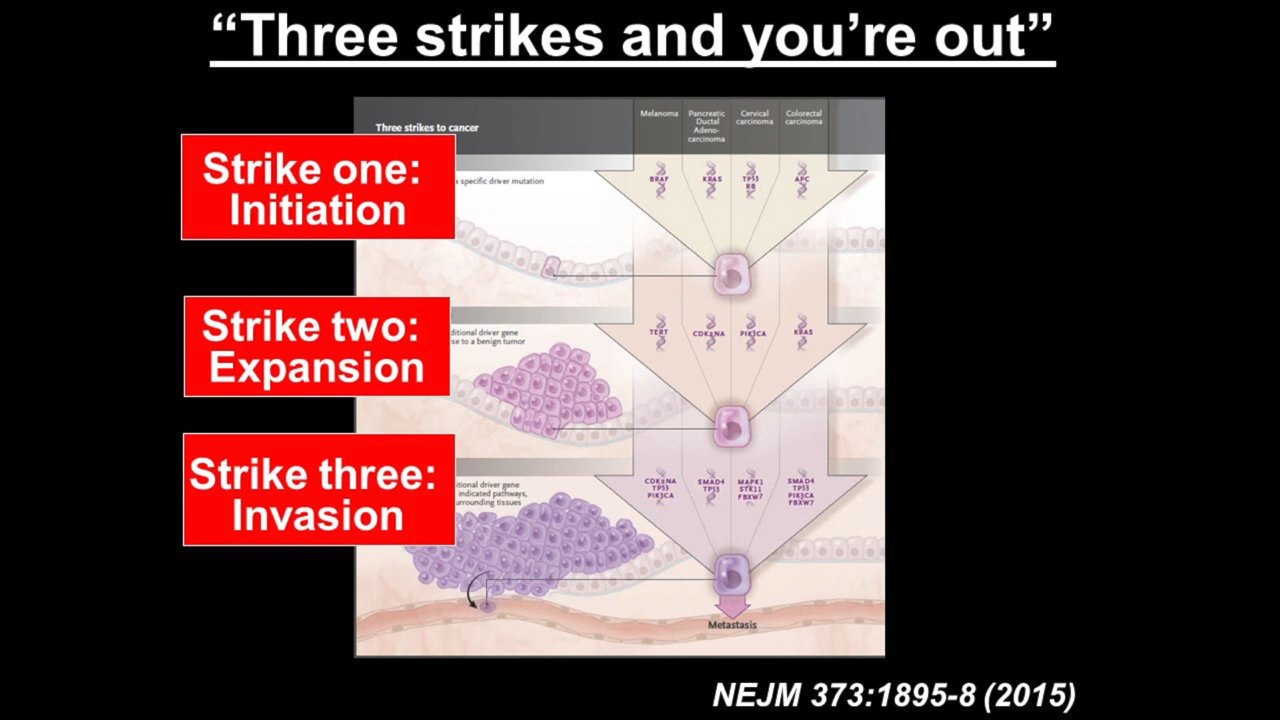 “Three strikes and you’re out”
Three strikes to cancer
Melanoma
Pancreatic
Ductal
Adeno-
carcinoma
Cervical
carcinoma
Colorectal
carcinoma
Strike one:
Initiation
s specific driver mutation
BRAF
KRAS
TP53
RB
APC
Strike two:
Expansion
ditional driver gene
se to a benign tumor
TERT
CDK2NA
PIK3CA
KRAS
Strike three:
Invasion
ditional driver gene
indicated pathways,
urrounding tissues
CDK2NA
TP53
PIK3CA
SMAD4
TP53
MAPK1
STK11
FBXW7
SMAD4
TP53
PIK3CA
FBXW7
Metastasis
NEJM 373:1895-8 (2015)